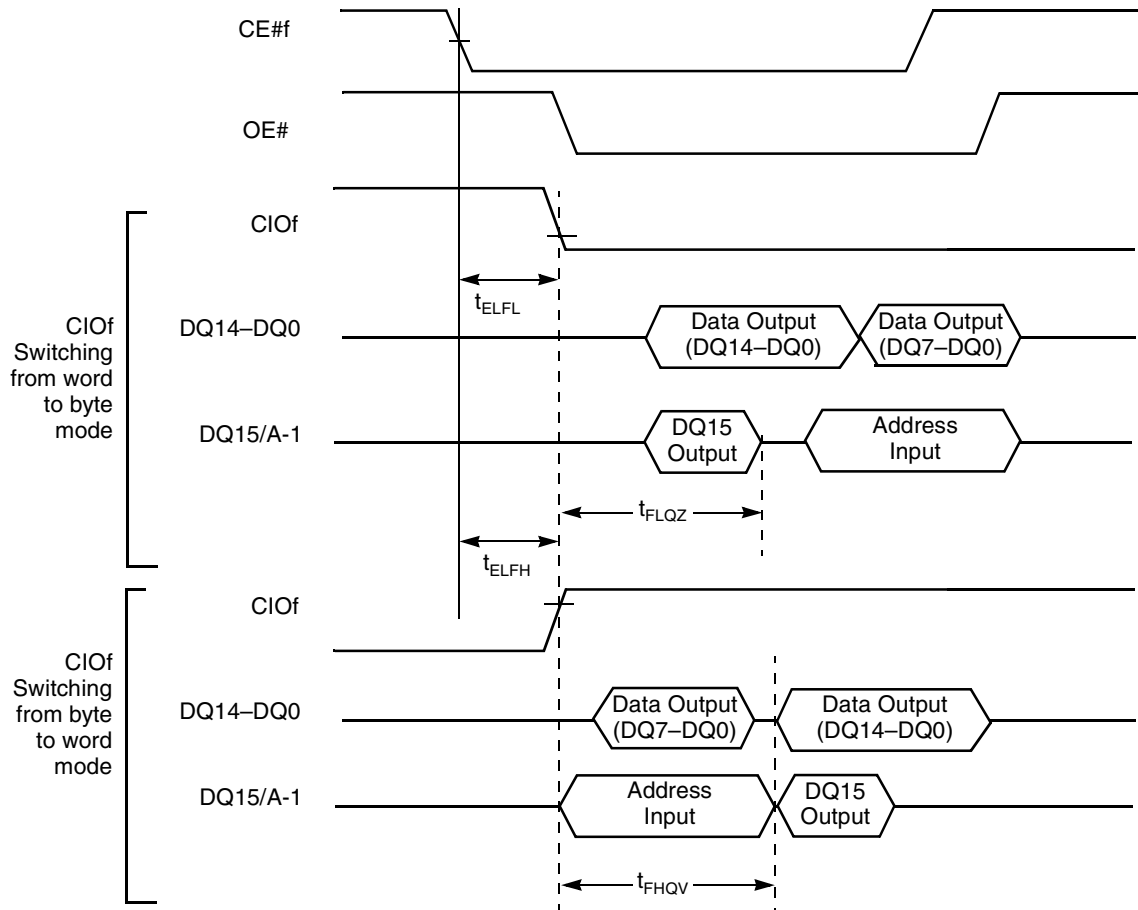 CE#f
OE#
CIOf
Switching
from word
to byte
mode
CIOf
tELFL
DQ14–DQ0
Data Output
(DQ14–DQ0)
Data Output
(DQ7–DQ0)
DQ15/A-1
DQ15
Output
Address
Input
tFLQZ
tELFH
CIOf
Switching
from byte
to word
mode
CIOf
DQ14–DQ0
Data Output
(DQ7–DQ0)
Data Output
(DQ14–DQ0)
DQ15/A-1
Address
Input
DQ15
Output
tFHQV